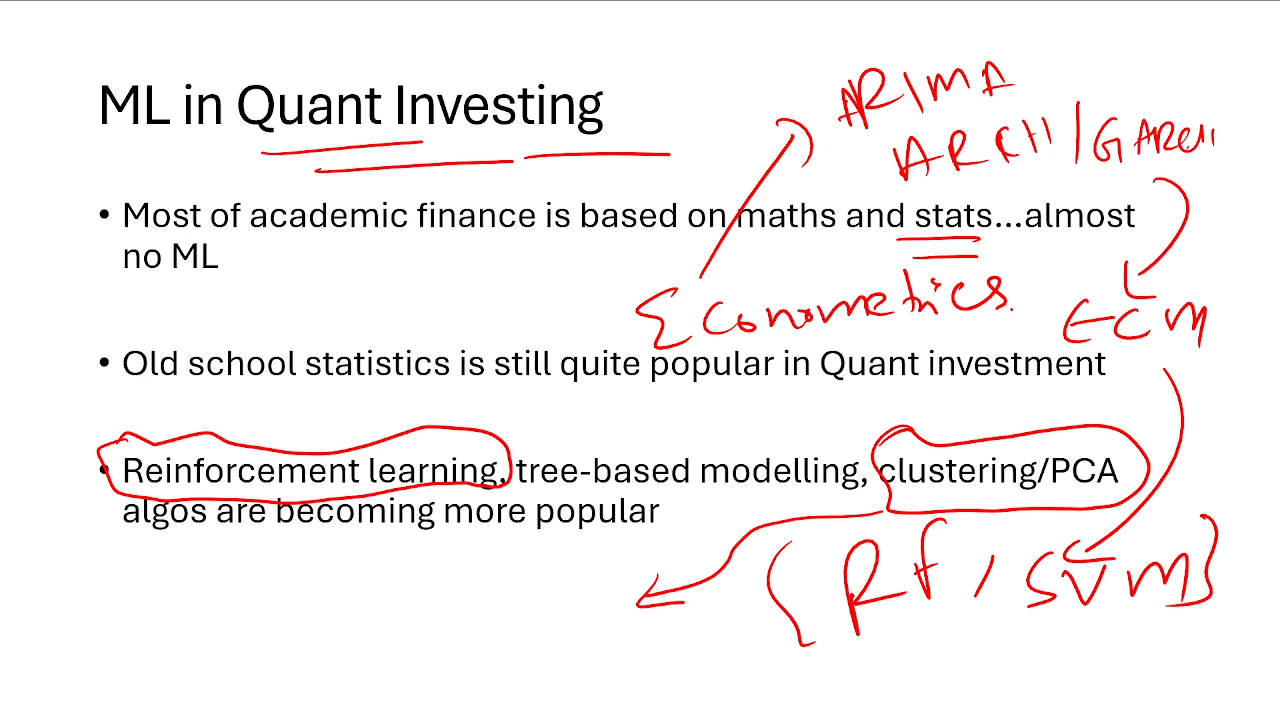 ML in Quant Investing
ARIMA
ARCH/GARCH
• Most of academic finance is based on maths and stats...almost
no ML
Econometrics
ECM
• Old school statistics is still quite popular in Quant investment
• Reinforcement learning, tree-based modelling, clustering/PCA
algos are becoming more popular
{Rf, SVM}